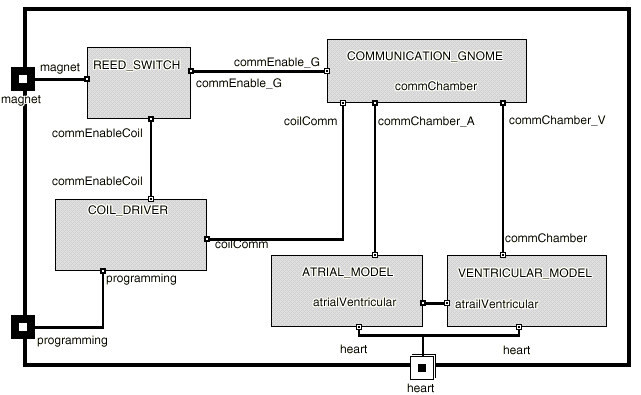 COMMUNICATION_GNOME
magnet
REED_SWITCH
commEnable_G
commEnable_G
commChamber
magnet
commEnableCoil
coilComm
commChamber_A
commChamber_V
commEnableCoil
COIL_DRIVER
coilComm
commChamber
programming
ATRIAL_MODEL
VENTRICULAR_MODEL
atrialVentricular
atrailVentricular
programming
heart
heart
heart